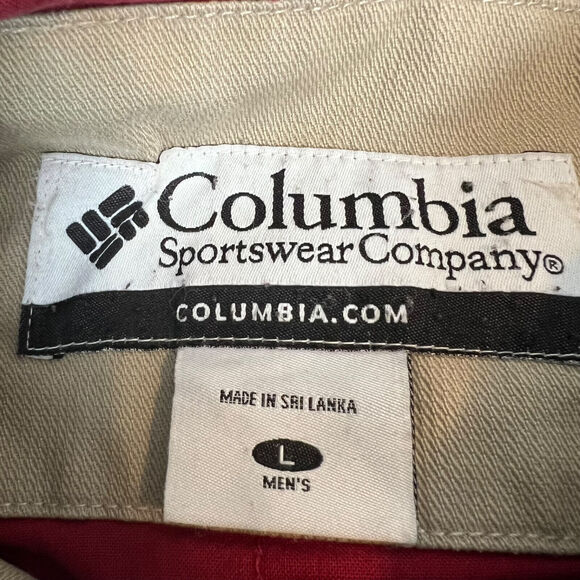 Columbia
Sportswear Company®
COLUMBIA.COM
MADE IN SRI LANKA
L
MEN'S